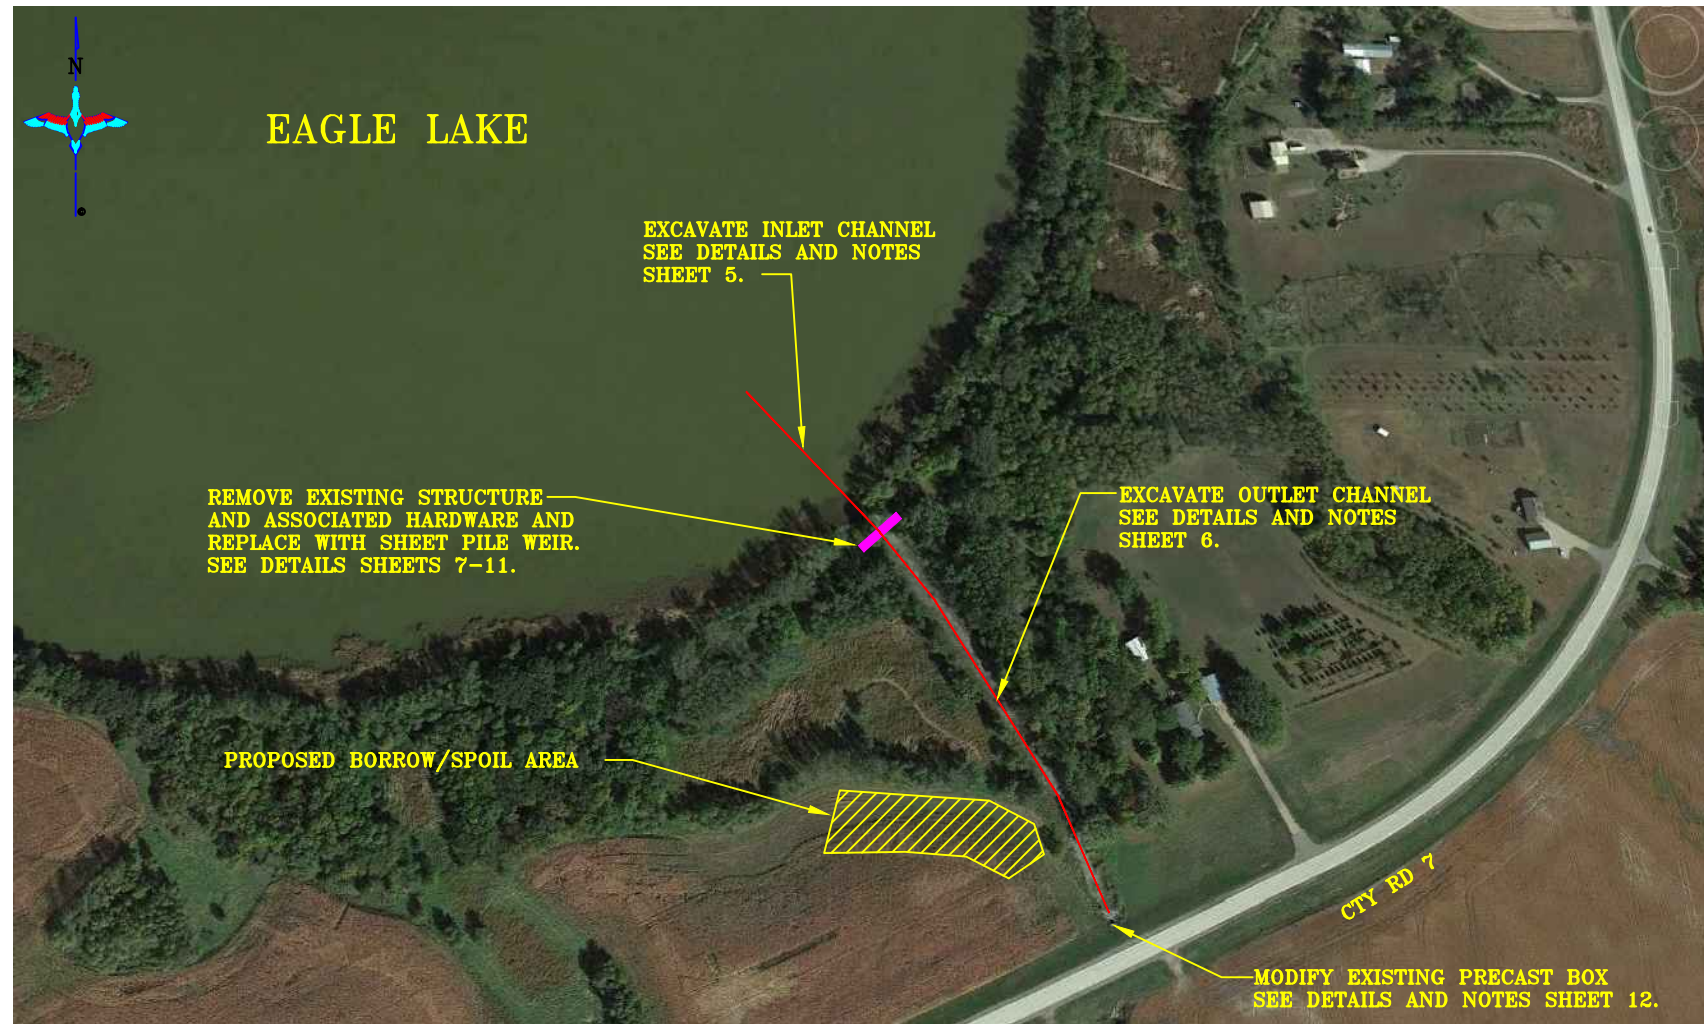 N
EAGLE LAKE
EXCAVATE INLET CHANNEL
SEE DETAILS AND NOTES
SHEET 5.
REMOVE EXISTING STRUCTURE
AND ASSOCIATED HARDWARE AND
REPLACE WITH SHEET PILE WEIR.
SEE DETAILS SHEETS 7-11.
EXCAVATE OUTLET CHANNEL
SEE DETAILS AND NOTES
SHEET 6.
PROPOSED BORROW/SPOIL AREA
CTY RD 7
MODIFY EXISTING PRECAST BOX
SEE DETAILS AND NOTES SHEET 12.